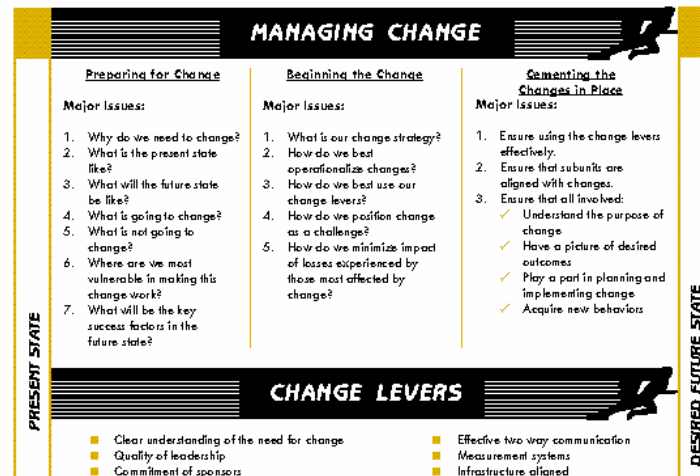 MANAGING CHANGE
Preparing for Change
Major Issues:
1. Why do we need to change?
2. What is the present state
like?
3. What will the future state
be like?
4. What is going to change?
5. What is not going to
change?
6. Where are we most
vulnerable in making this
change work?
7. What will be the key
success factors in the
future state?
Beginning the Change
Major Issues:
1. What is our change strategy?
2. How do we best
operationalize changes?
3. How do we best use our
change levers?
4. How do we position change
as a challenge?
5. How do we minimize impact
of losses experienced by
those most affected by
change?
Cementing the
Changes in Place
Major Issues:
1. Ensure using the change levers
effectively.
2. Ensure that subunits are
aligned with changes.
3. Ensure that all involved:
✓ Understand the purpose of
change
✓ Have a picture of desired
outcomes
✓ Play a part in planning and
implementing change
✓ Acquire new behaviors
PRESENT STATE
DESIRED FUTURE STATE
CHANGE LEVERS
■ Clear understanding of the need for change
■ Quality of leadership
■ Commitment of sponsors
■ Effective two way communication
■ Measurement systems
■ Infrastructure aligned